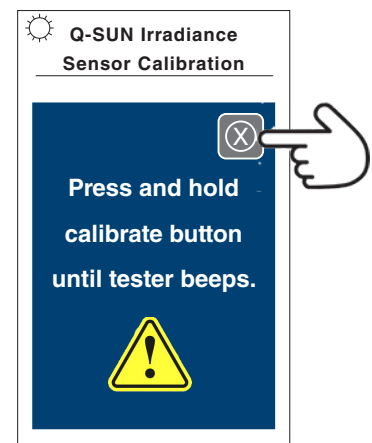 Q-SUN Irradiance
Sensor Calibration
X
Press and hold
calibrate button
until tester beeps.
!